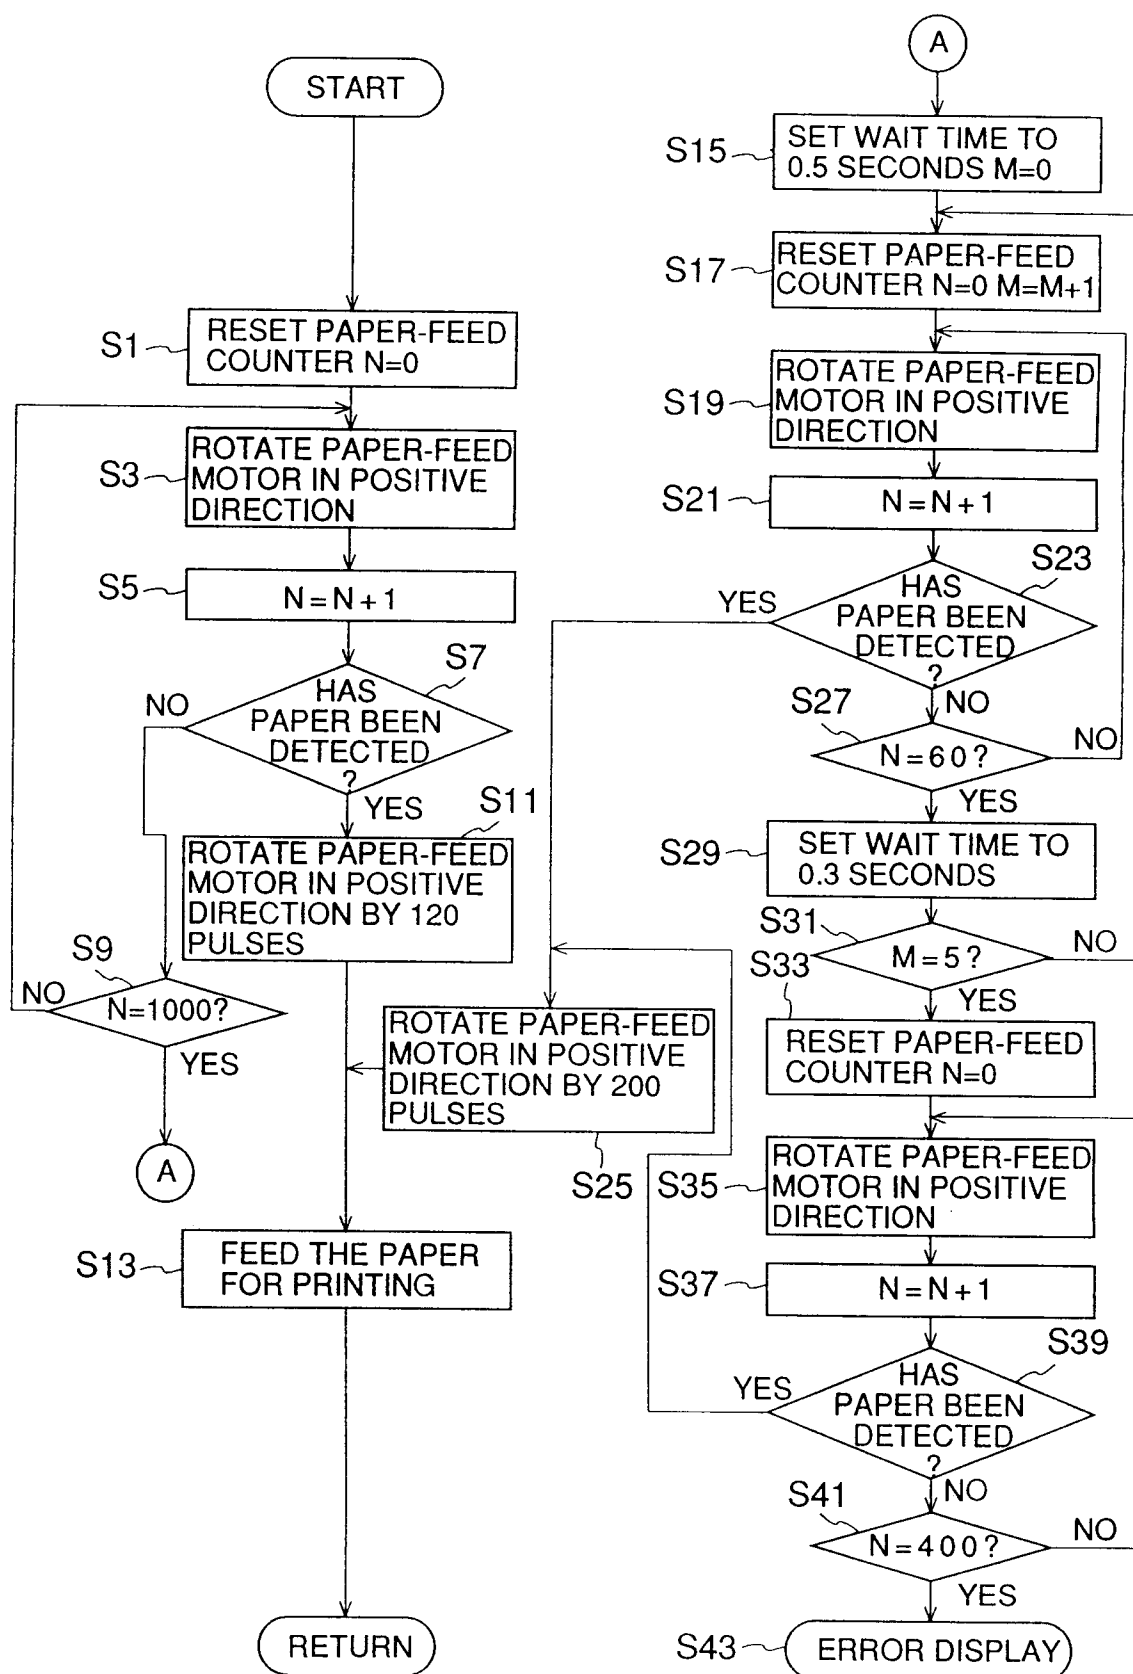 START
S1
RESET PAPER-FEED
COUNTER N=0
S3
ROTATE PAPER-FEED
MOTOR IN POSITIVE
DIRECTION
S5
N=N+1
S7
HAS
PAPER BEEN
DETECTED
?
NO
YES
S9
N=1000?
NO
YES
A
S11
ROTATE PAPER-FEED
MOTOR IN POSITIVE
DIRECTION BY 120
PULSES
S13
FEED THE PAPER
FOR PRINTING
RETURN
A
S15
SET WAIT TIME TO
0.5 SECONDS M=0
S17
RESET PAPER-FEED
COUNTER N=0 M=M+1
S19
ROTATE PAPER-FEED
MOTOR IN POSITIVE
DIRECTION
S21
N=N+1
S23
HAS
PAPER BEEN
DETECTED
?
YES
NO
ROTATE PAPER-FEED
MOTOR IN POSITIVE
DIRECTION BY 200
PULSES
S25
S27
N=60?
NO
YES
S29
SET WAIT TIME TO
0.3 SECONDS
S31
M=5?
NO
YES
S33
RESET PAPER-FEED
COUNTER N=0
S35
ROTATE PAPER-FEED
MOTOR IN POSITIVE
DIRECTION
S37
N=N+1
S39
HAS
PAPER BEEN
DETECTED
?
YES
NO
S41
N=400?
NO
YES
S43
ERROR DISPLAY